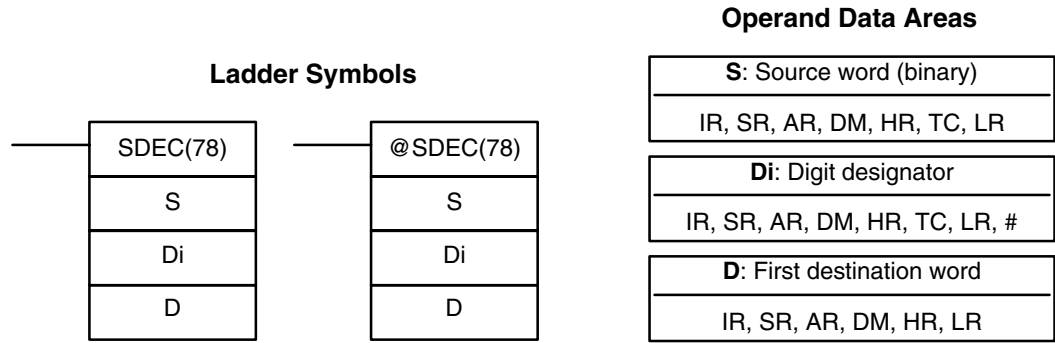 Ladder Symbols
SDEC(78)
S
Di
D
@SDEC(78)
S
Di
D
Operand Data Areas
S: Source word (binary)
IR, SR, AR, DM, HR, TC, LR
Di: Digit designator
IR, SR, AR, DM, HR, TC, LR, #
D: First destination word
IR, SR, AR, DM, HR, LR